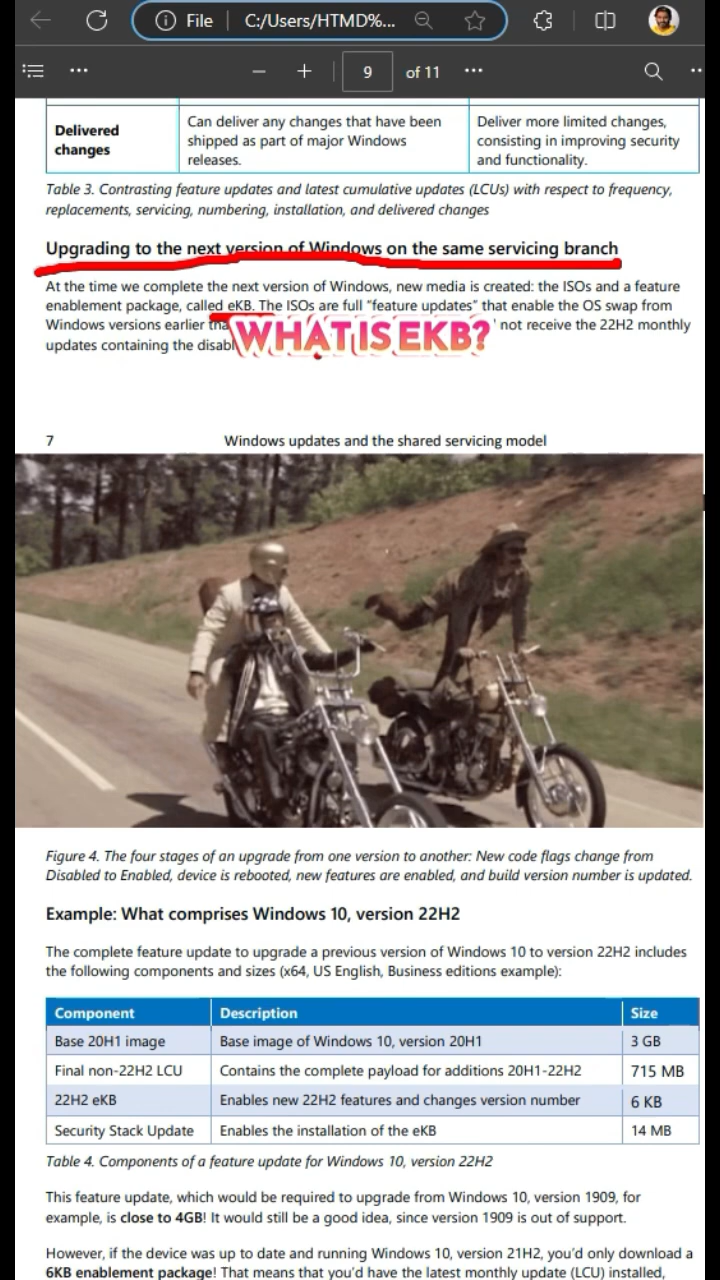 File
C:/Users/HTMD%...
9 of 11
Delivered changes
Can deliver any changes that have been
shipped as part of major Windows
releases.
Deliver more limited changes,
consisting in improving security
and functionality.
Table 3. Contrasting feature updates and latest cumulative updates (LCUs) with respect to frequency,
replacements, servicing, numbering, installation, and delivered changes
Upgrading to the next version of Windows on the same servicing branch
At the time we complete the next version of Windows, new media is created: the ISOs and a feature
enablement package, called eKB. The ISOs are full "feature updates" that enable the OS swap from
Windows versions earlier not receive the 22H2 monthly
WHAT IS EKB?
updates containing the
7 Windows updates and the shared servicing model
Figure 4. The four stages of an upgrade from one version to another: New code flags change from
Disabled to Enabled, device is rebooted, new features are enabled, and build version number is updated.
Example: What comprises Windows 10, version 22H2
The complete feature update to upgrade a previous version of Windows 10 to version 22H2 includes
the following components and sizes (x64, US English, Business editions example):
Component Description Size
Base 20H1 image Base image of Windows 10, version 20H1 3 GB
Final non-22H2 LCU Contains the complete payload for additions 20H1-22H2 715 MB
22H2 eKB Enables new 22H2 features and changes version number 6 KB
Security Stack Update Enables the installation of the eKB 14 MB
Table 4. Components of a feature update for Windows 10, version 22H2
This feature update, which would be required to upgrade from Windows 10, version 1909, for
example, is close to 4GB! It would still be a good idea, since version 1909 is out of support.
However, if the device was up to date and running Windows 10, version 21H2, you'd only download a
6KB enablement package! That means that you'd have the latest monthly update (LCU) installed,